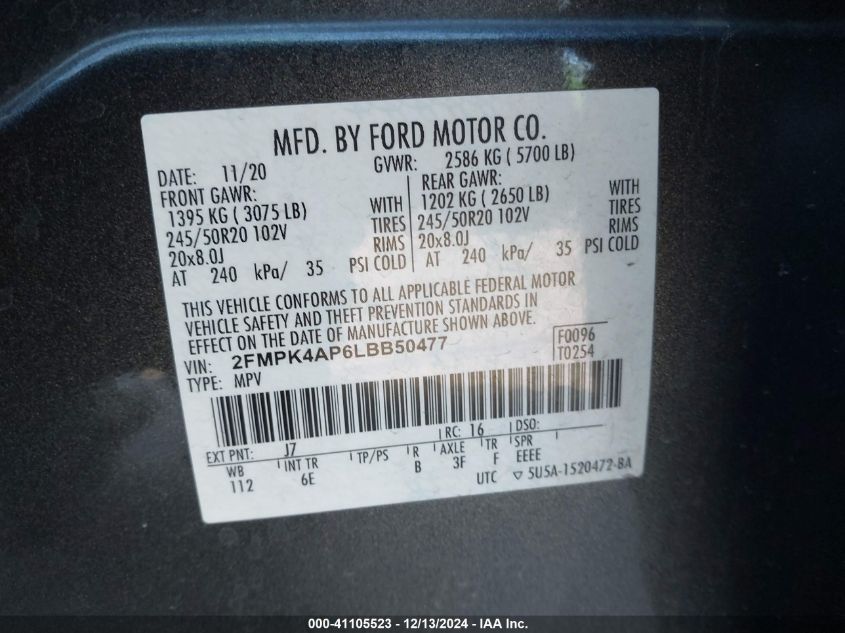 MFD. BY FORD MOTOR CO.
DATE: 11/20 GVWR: 2586 KG ( 5700 LB)
FRONT GAWR:
1395 KG ( 3075 LB) WITH
245/50R20 102V TIRES
20x8.0J RIMS
AT 240 kPa/ 35 PSI COLD
REAR GAWR:
1202 KG ( 2650 LB) WITH
245/50R20 102V TIRES
20x8.0J RIMS
AT 240 kPa/ 35 PSI COLD
THIS VEHICLE CONFORMS TO ALL APPLICABLE FEDERAL MOTOR
VEHICLE SAFETY AND THEFT PREVENTION STANDARDS IN
EFFECT ON THE DATE OF MANUFACTURE SHOWN ABOVE.
VIN: 2FMPK4AP6LBB50477 F0096
TYPE: MPV T0254
EXT PNT: J7 RC: 16 DSO:
WB INT TR TP/PS R AXLE TR SPR
112 6E B 3F F EEEE
UTC ▽ 5U5A-1520472-BA
000-41105523 - 12/13/2024 - IAA Inc.